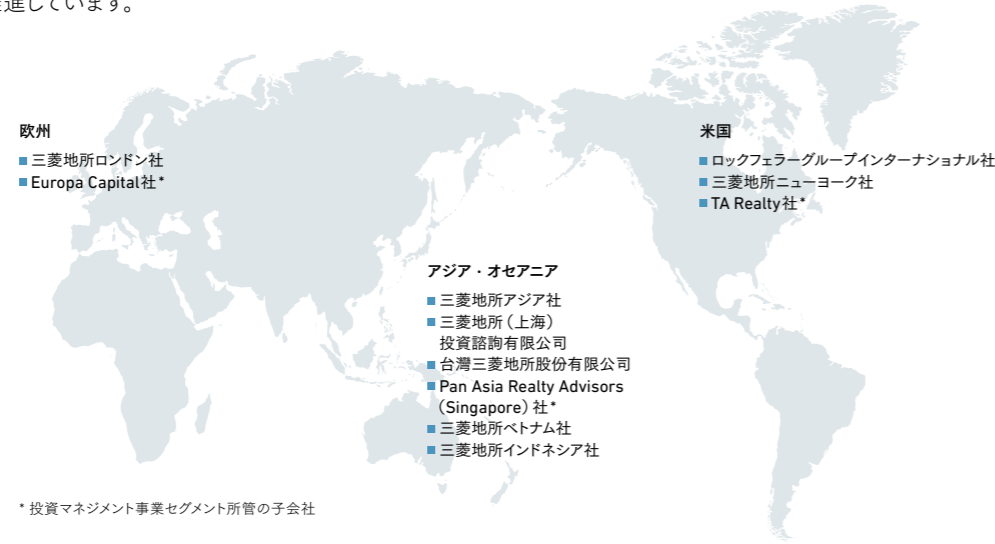 進しています。
欧州
■三菱地所ロンドン社
■Europa Capital社*
米国
■ロックフェラーグループインターナショナル社
■三菱地所ニューヨーク社
■TA Realty社*
アジア・オセアニア
■三菱地所アジア社
■三菱地所（上海）
投資諮詢有限公司
■台灣三菱地所股份有限公司
■Pan Asia Realty Advisors
（Singapore）社*
■三菱地所ベトナム社
■三菱地所インドネシア社
* 投資マネジメント事業セグメント所管の子会社